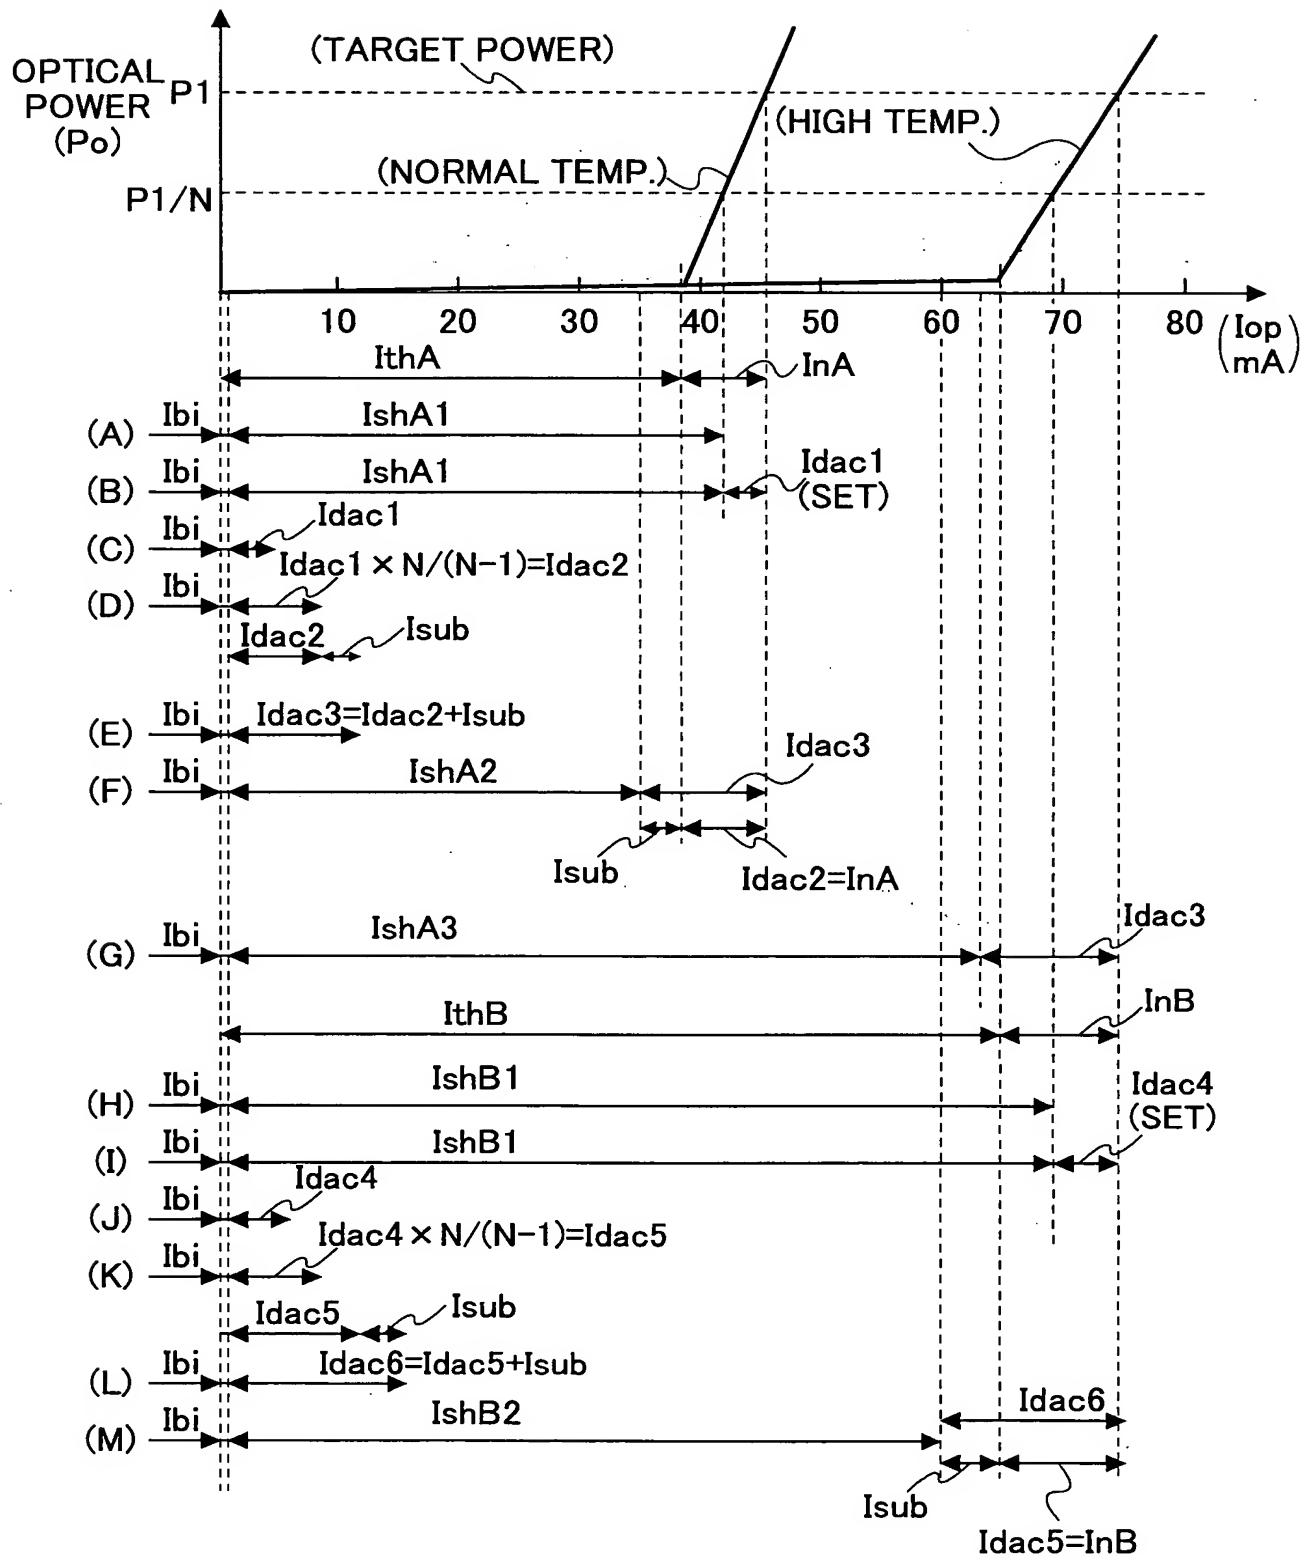 (TARGET POWER)
OPTICAL
POWER
(Po)
P1
(HIGH TEMP.)
(NORMAL TEMP.)
P1/N
10 20 30 40 50 60 70 80
(Iop
mA)
IthA
InA
(A) Ibi IshA1
(B) Ibi IshA1
Idac1
(SET)
(C) Ibi Idac1
(D) Ibi Idac1×N/(N-1)=Idac2
Idac2 Isub
(E) Ibi Idac3=Idac2+Isub
(F) Ibi IshA2 Idac3
Isub
Idac2=InA
(G) Ibi IshA3 Idac3
IthB InB
(H) Ibi IshB1
(I) Ibi IshB1
Idac4
(SET)
(J) Ibi Idac4
(K) Ibi Idac4×N/(N-1)=Idac5
Idac5 Isub
(L) Ibi Idac6=Idac5+Isub
(M) Ibi IshB2 Idac6
Isub
Idac5=InB